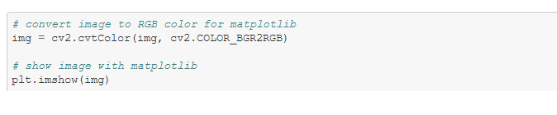 # convert image to RGB color for matplotlib
img = cv2.cvtColor(img, cv2.COLOR_BGR2RGB)
# show image with matplotlib
plt.imshow(img)